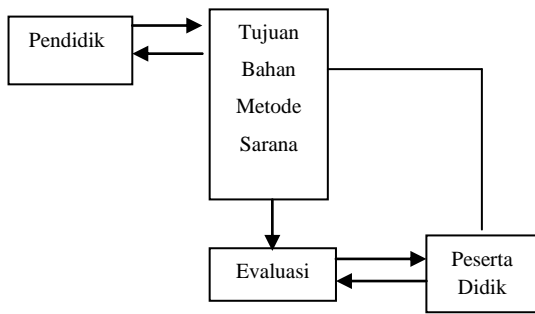 Pendidik
Tujuan
Bahan
Metode
Sarana
Evaluasi
Peserta
Didik